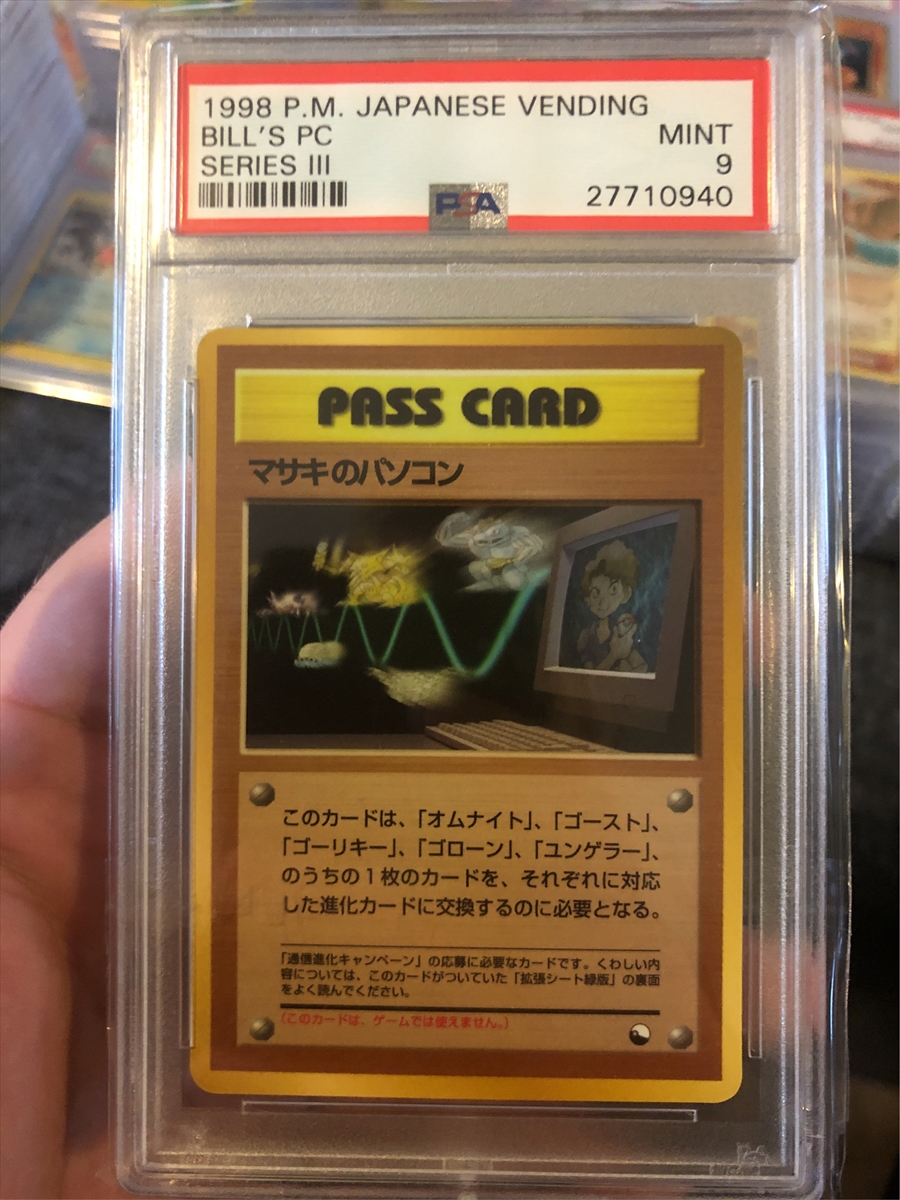 1998 P.M. JAPANESE VENDING
BILL'S PC MINT
SERIES III 9
PSA 27710940
PASS CARD
マサキのパソコン
このカードは、「オムナイト」、「ゴースト」、
「ゴーリキー」、「ゴローン」、「ユンゲラー」、
のうちの1枚のカードを、それぞれに対応
した進化カードに交換するのに必要となる。
「通信進化キャンペーン」の応募に必要なカードです。くわしい内
容については、このカードがついていた「拡張シート緑版」の裏面
をよく読んでください。
(このカードは、ゲームでは使えません。)